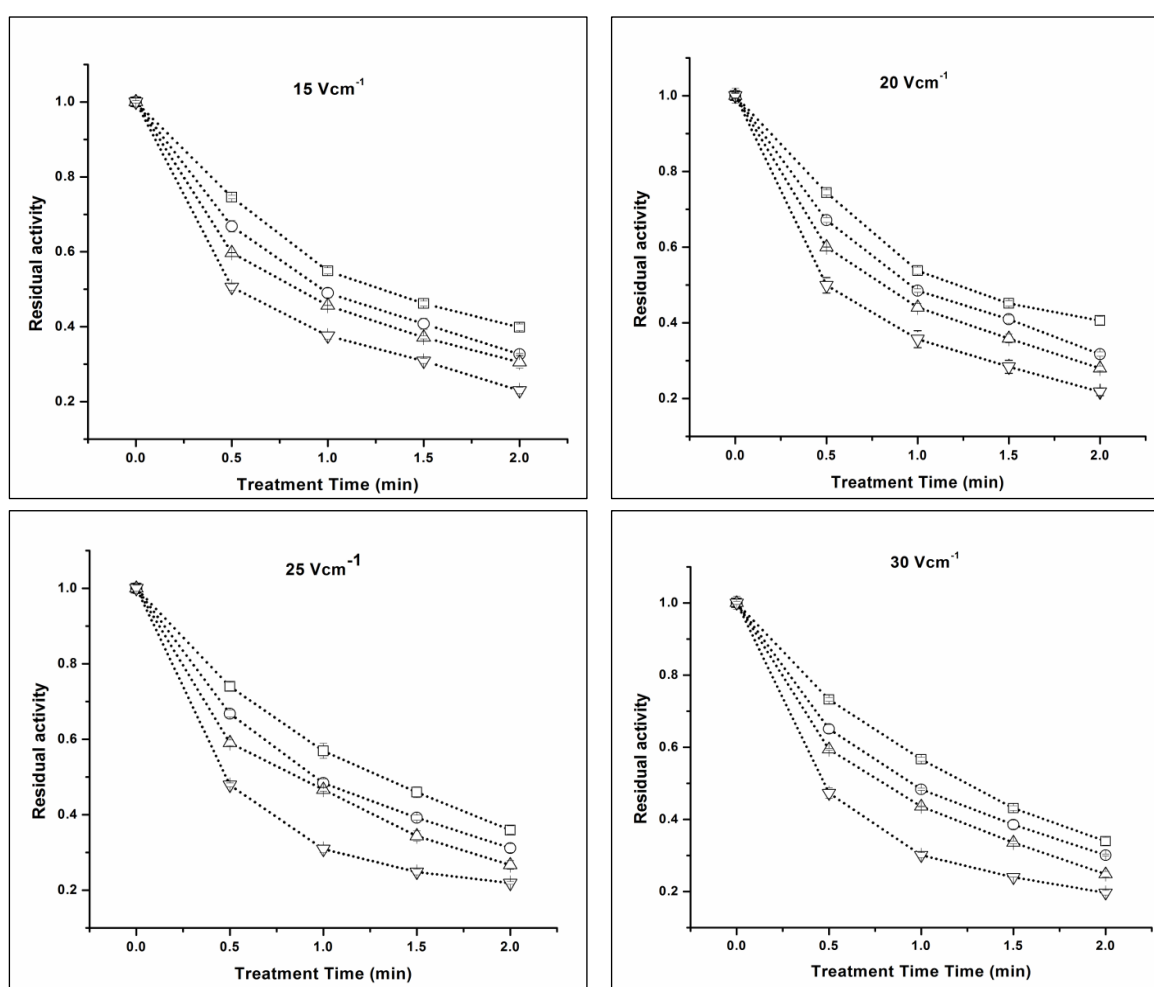 15 Vcm⁻¹
1.0
0.8
0.6
0.4
0.2
Residual activity
0.0 0.5 1.0 1.5 2.0
Treatment Time (min)
20 Vcm⁻¹
1.0
0.8
0.6
0.4
0.2
Residual activity
0.0 0.5 1.0 1.5 2.0
Treatment Time (min)
25 Vcm⁻¹
1.0
0.8
0.6
0.4
0.2
Residual activity
0.0 0.5 1.0 1.5 2.0
Treatment Time (min)
30 Vcm⁻¹
1.0
0.8
0.6
0.4
0.2
Residual activity
0.0 0.5 1.0 1.5 2.0
Treatment Time Time (min)